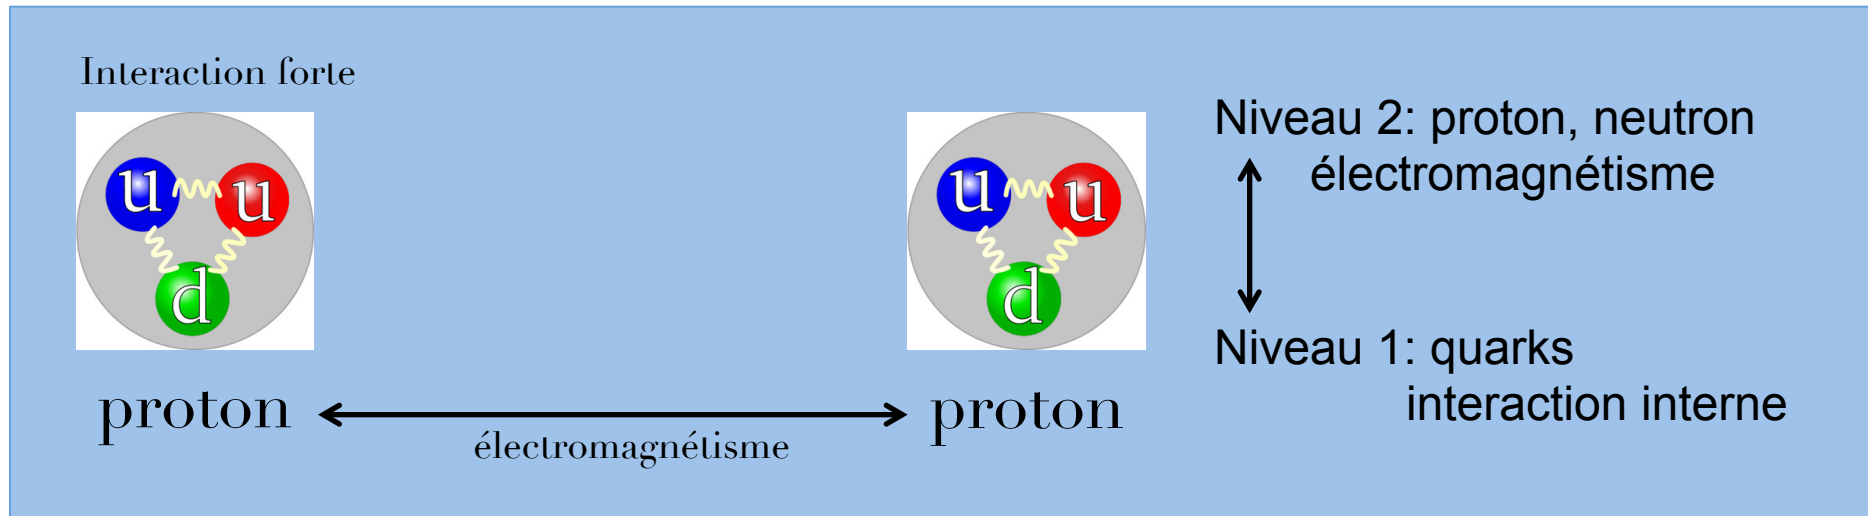 Interaction forte
u u
d
proton
électromagnétisme
u u
d
proton
Niveau 2: proton, neutron
électromagnétisme
Niveau 1: quarks
interaction interne